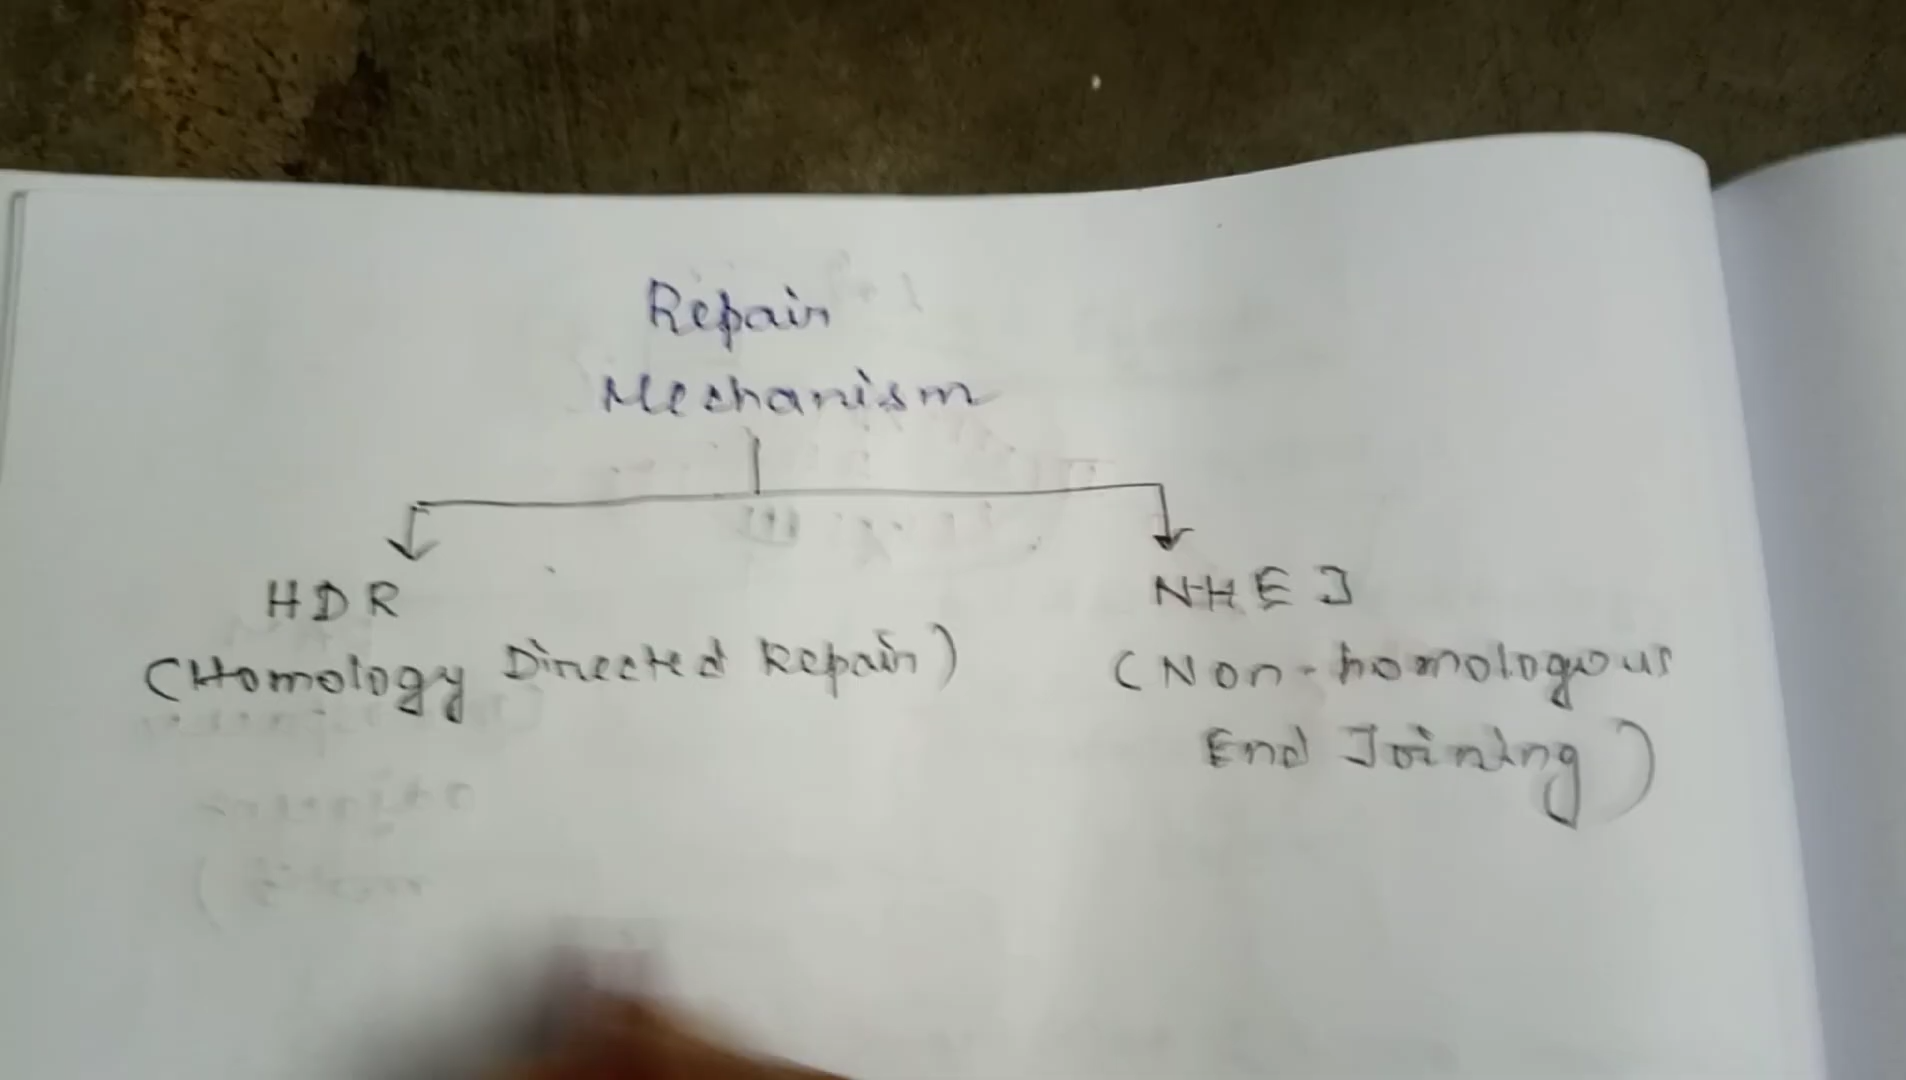 Repair
Mechanism
HDR
(Homology Directed Repair)
NHEJ
(Non-homologous
End Joining)